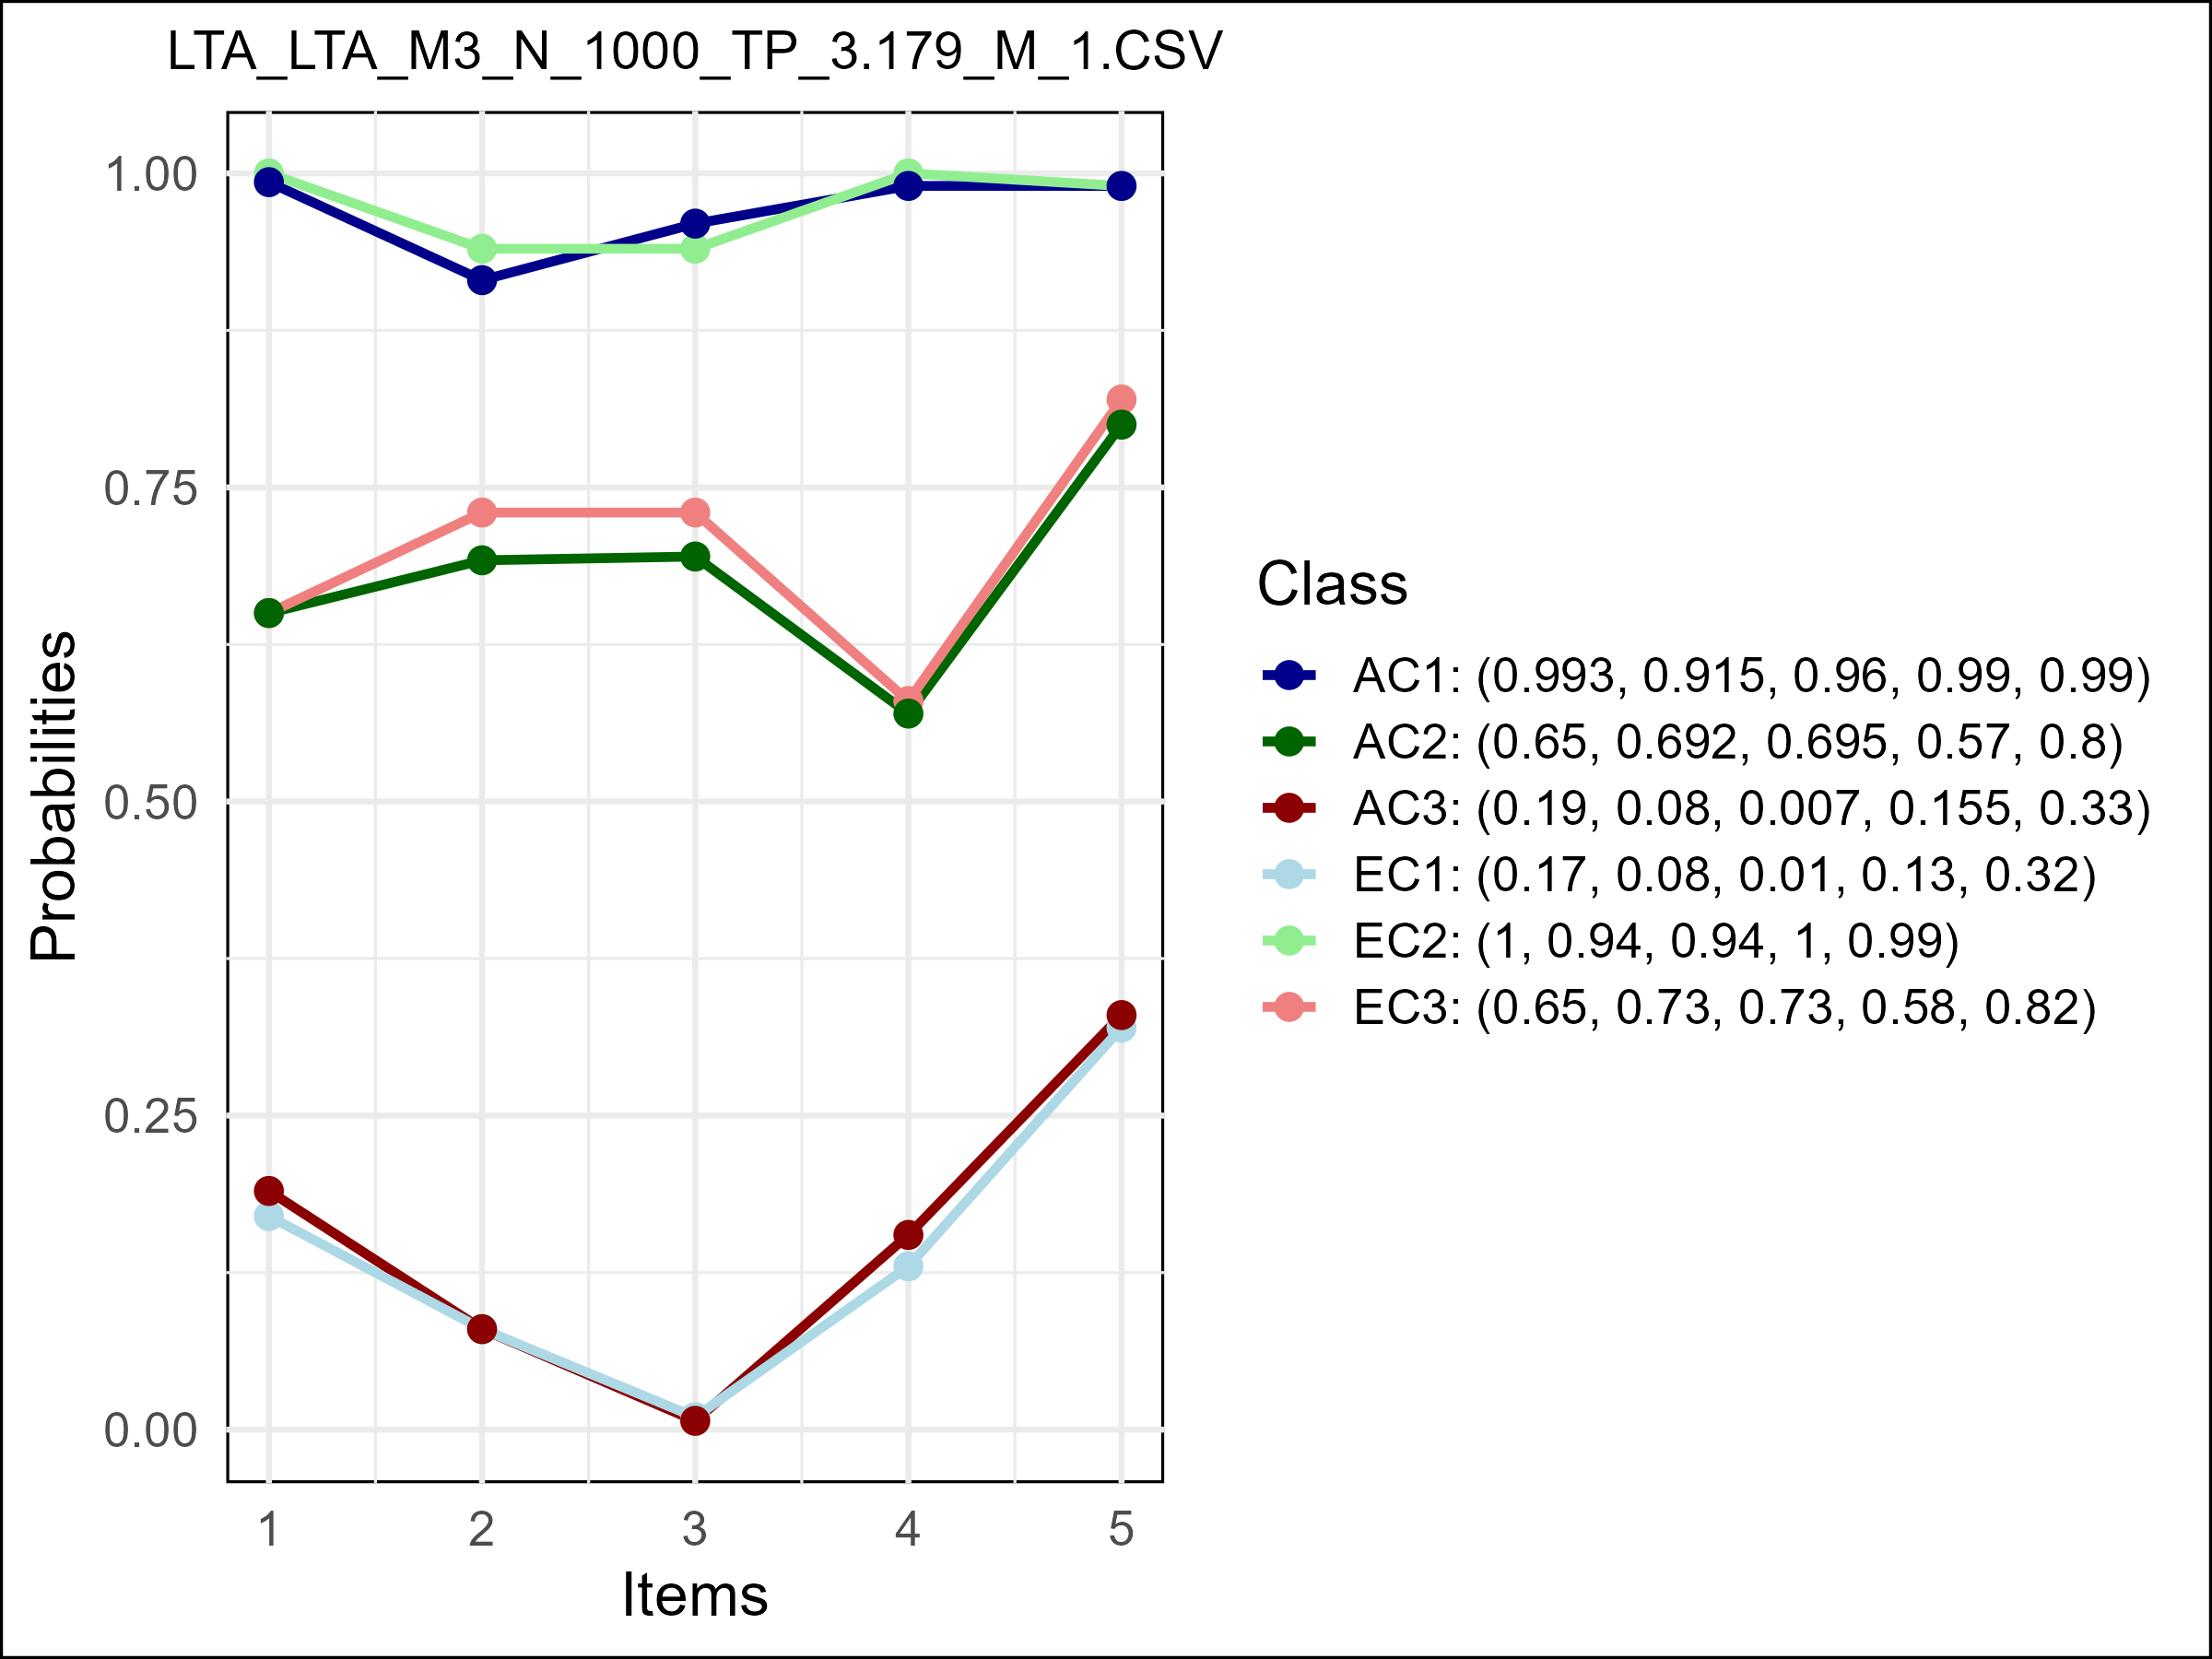 LTA_LTA_M3_N_1000_TP_3.179_M_1.CSV
1.00
0.75
0.50
0.25
0.00
Probabilities
1 2 3 4 5
Items
Class
AC1: (0.993, 0.915, 0.96, 0.99, 0.99)
AC2: (0.65, 0.692, 0.695, 0.57, 0.8)
AC3: (0.19, 0.08, 0.007, 0.155, 0.33)
EC1: (0.17, 0.08, 0.01, 0.13, 0.32)
EC2: (1, 0.94, 0.94, 1, 0.99)
EC3: (0.65, 0.73, 0.73, 0.58, 0.82)